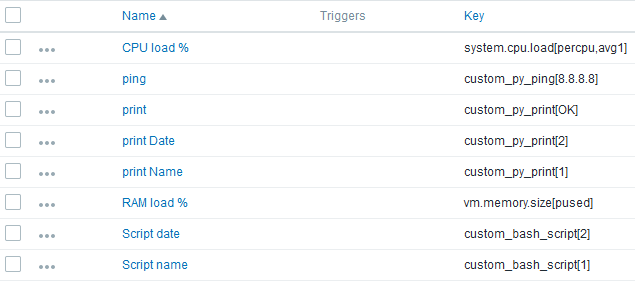 Name Triggers Key
CPU load % system.cpu.load[percpu,avg1]
ping custom_py_ping[8.8.8.8]
print custom_py_print[OK]
print Date custom_py_print[2]
print Name custom_py_print[1]
RAM load % vm.memory.size[pused]
Script date custom_bash_script[2]
Script name custom_bash_script[1]